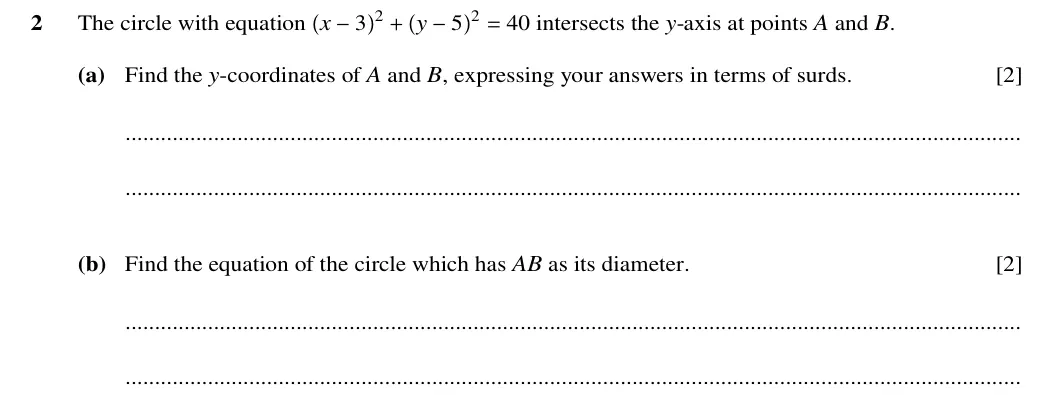 2 The circle with equation (x – 3)² + (y – 5)² = 40 intersects the y-axis at points A and B.
(a) Find the y-coordinates of A and B, expressing your answers in terms of surds. [2]
(b) Find the equation of the circle which has AB as its diameter. [2]